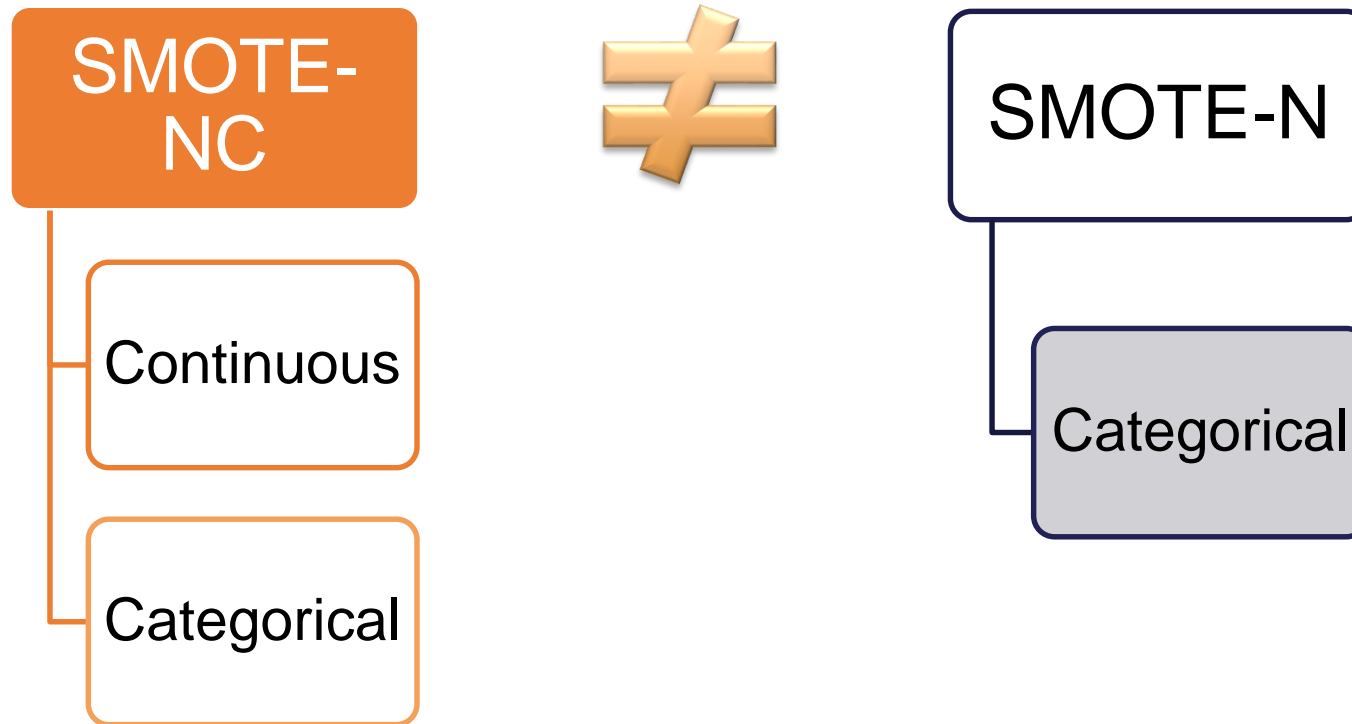 SMOTE-
NC
Continuous
Categorical
≠
SMOTE-N
Categorical